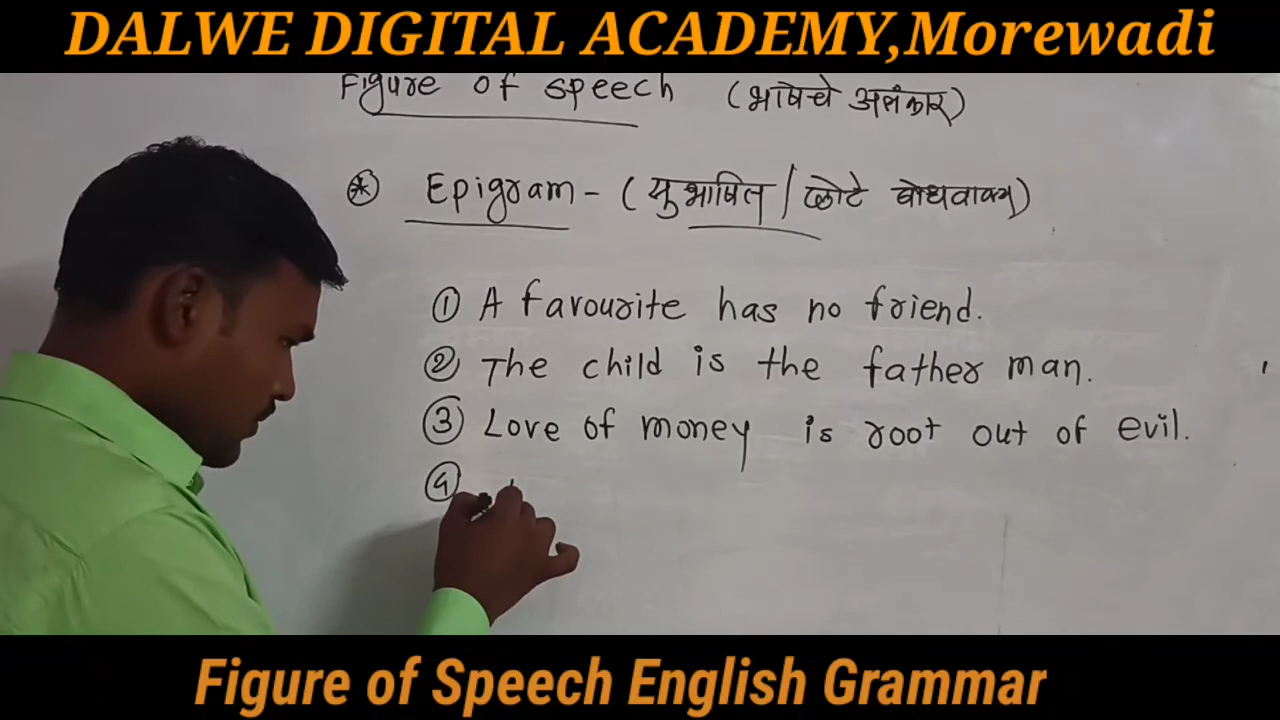 DALWE DIGITAL ACADEMY,Morewadi
Figure of speech (भाषेचे अलंकार)
* Epigram - (सुभाषित / छोटे बोधवाक्य)
① A favourite has no friend.
② The child is the father man.
③ Love of money is root out of evil.
④
Figure of Speech English Grammar